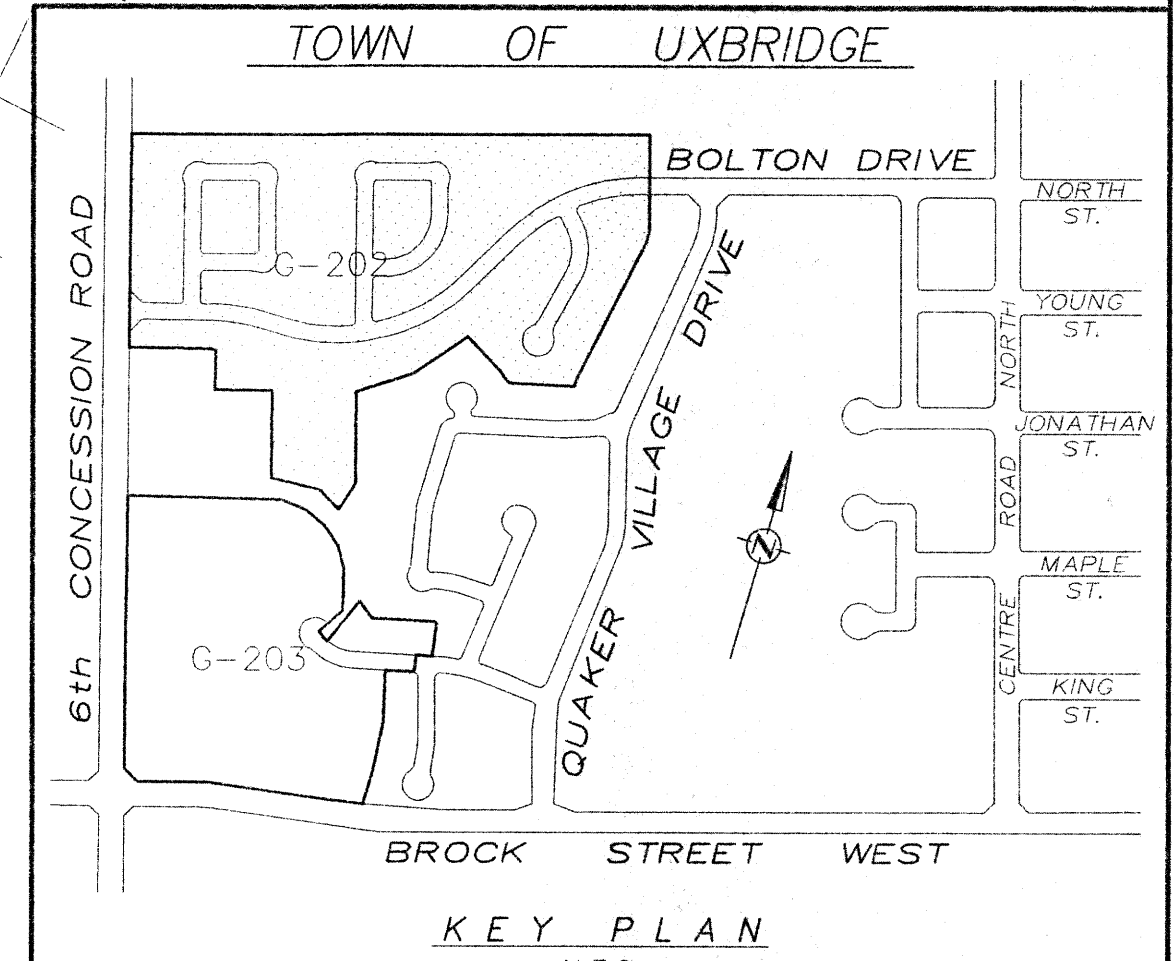 TOWN OF UXBRIDGE
BOLTON DRIVE
NORTH
ST.
6th CONCESSION ROAD
G-202
QUAKER VILLAGE DRIVE
YOUNG
ST.
CENTRE ROAD NORTH
JONATHAN
ST.
N
MAPLE
ST.
G-203
KING
ST.
BROCK STREET WEST
KEY PLAN